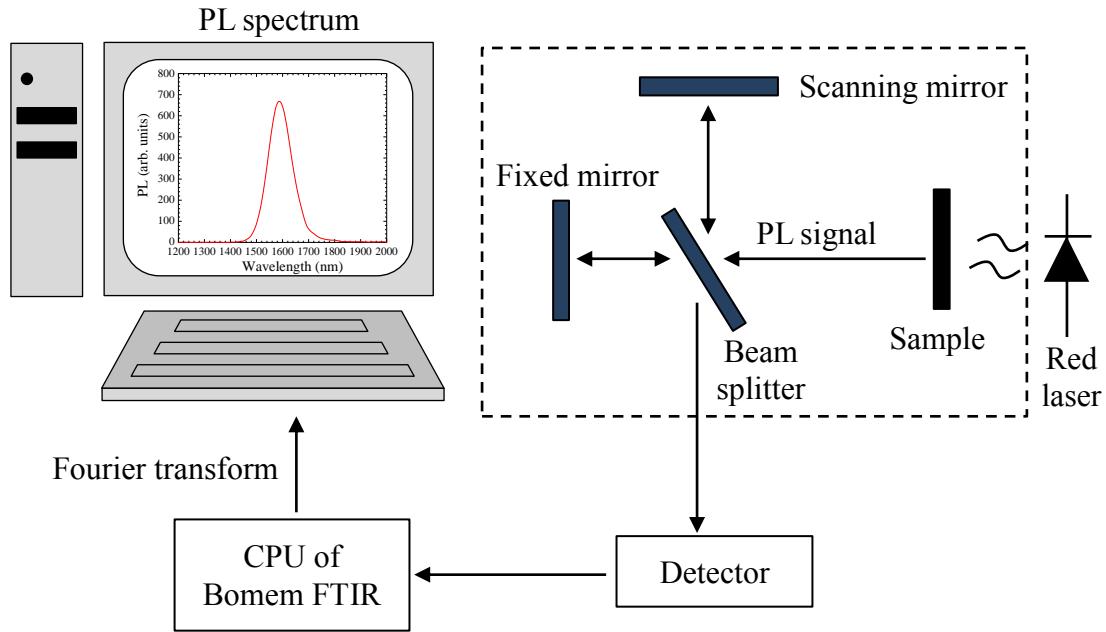 PL spectrum
PL (arb. units)
800
700
600
500
400
300
200
100
0
1200 1300 1400 1500 1600 1700 1800 1900 2000
Wavelength (nm)
Scanning mirror
Fixed mirror
PL signal
Beam
splitter
Sample
Red
laser
Fourier transform
CPU of
Bomem FTIR
Detector